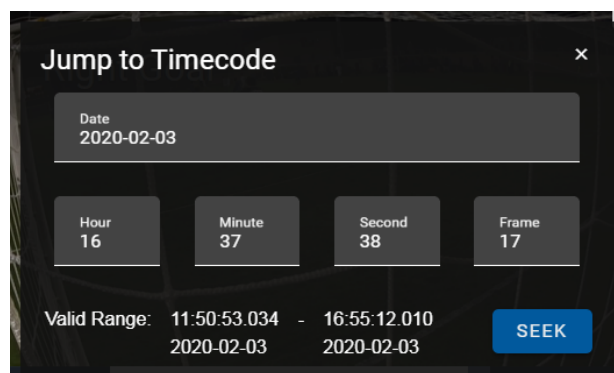 Jump to Timecode
×
Date
2020-02-03
Hour
16
Minute
37
Second
38
Frame
17
Valid Range: 11:50:53.034 - 16:55:12.010
2020-02-03 2020-02-03
SEEK